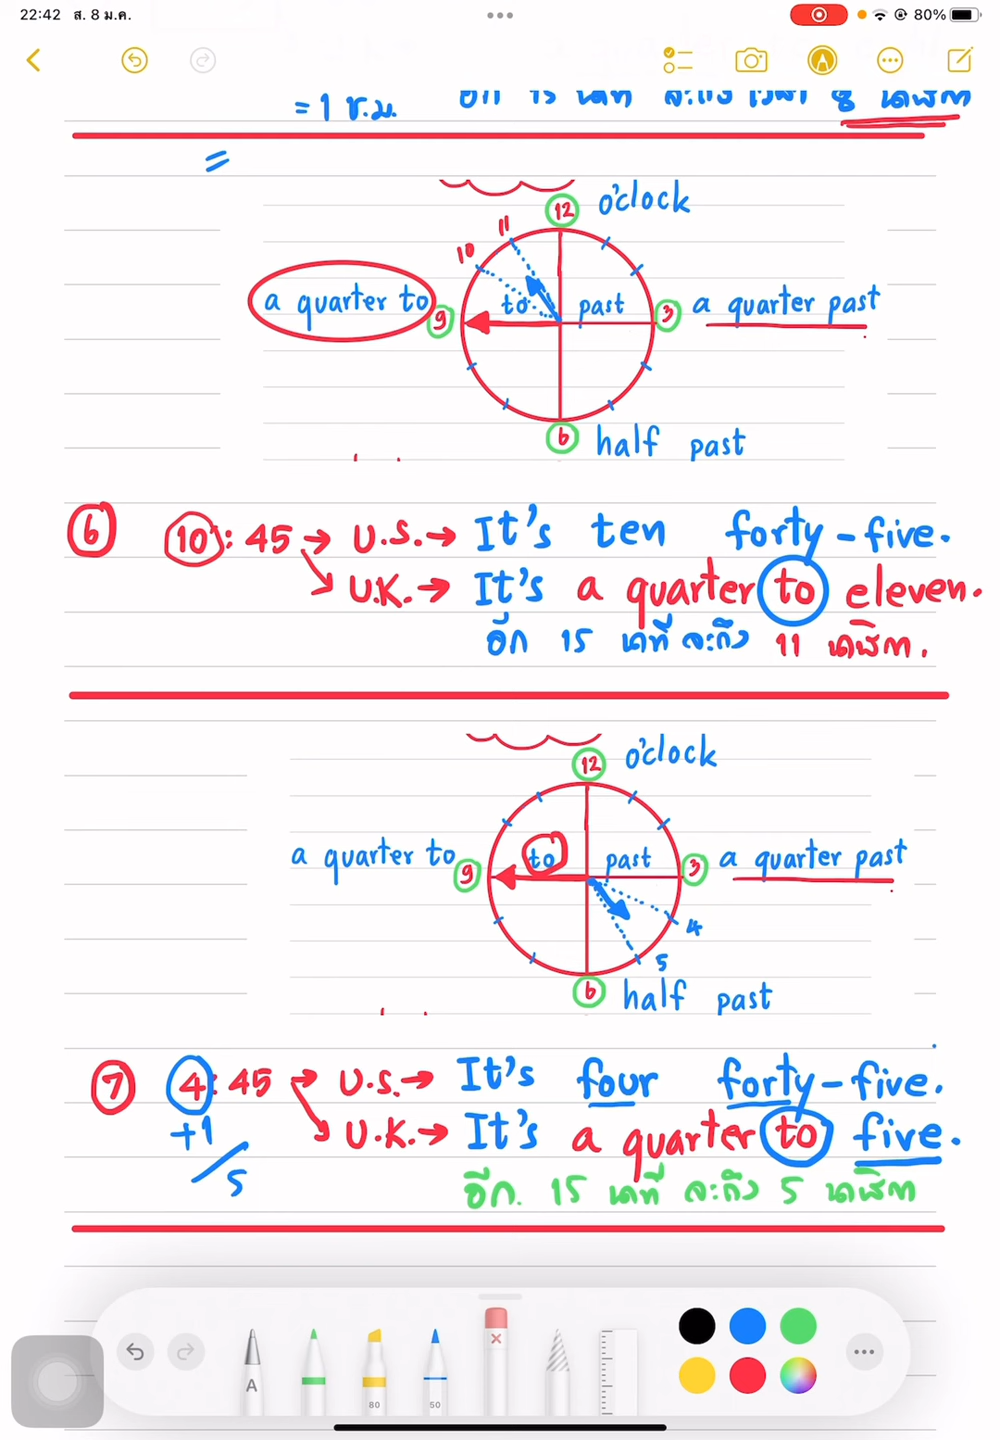 22:42 ส. 8 ม.ค.
80%
= 1 ช.ม. อีก 15 นาที จะถึง เวลา 8 นาฬิกา
=
12 o'clock
11
10
a quarter to 9 to past 3 a quarter past
6 half past
6 10:45 → U.S. → It's ten forty-five.
U.K. → It's a quarter to eleven.
อีก 15 นาที จะถึง 11 นาฬิกา.
12 o'clock
a quarter to 9 to past 3 a quarter past
4
5
6 half past
7 4:45 → U.S. → It's four forty-five.
+1 U.K. → It's a quarter to five.
5 อีก. 15 นาที จะถึง 5 นาฬิกา
A 80 50